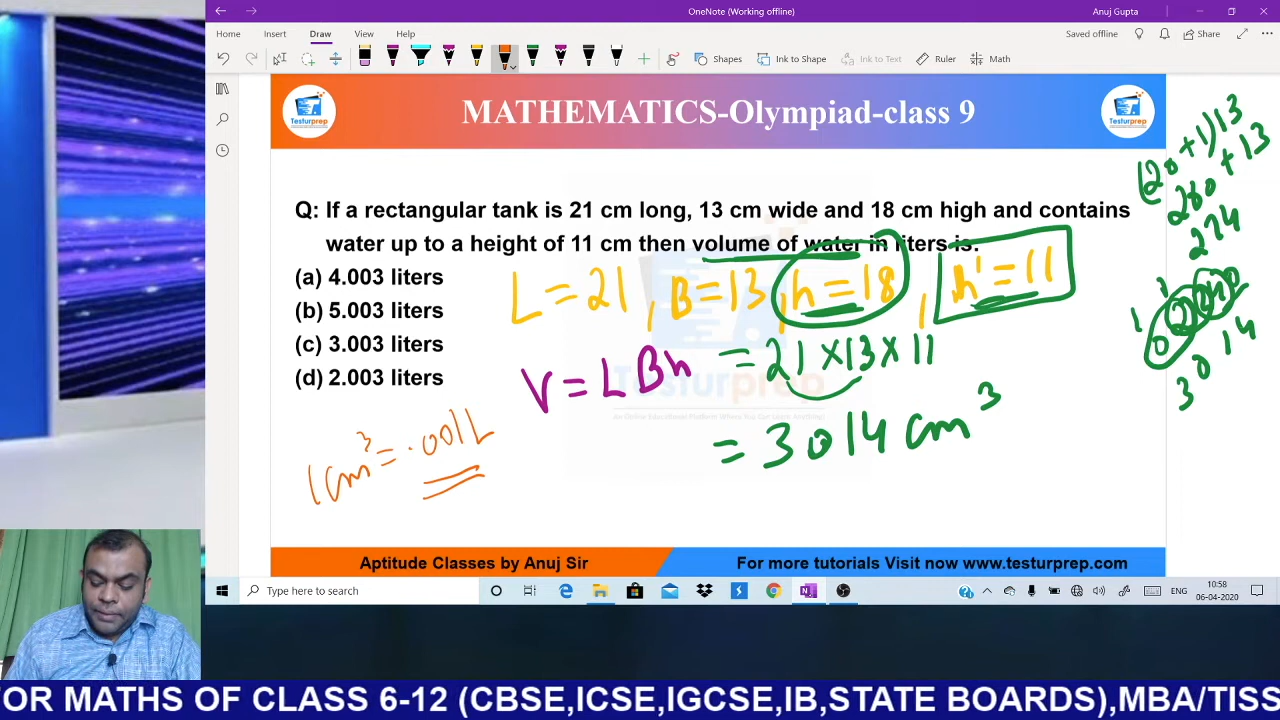 OneNote (Working offline)
Anuj Gupta
Home Insert Draw View Help
Saved offline
Share
Shapes
Ink to Shape
Ink to Text
Ruler
Math
Testurprep
MATHEMATICS-Olympiad-class 9
Testurprep
(20+1)13
260+13
274
Q: If a rectangular tank is 21 cm long, 13 cm wide and 18 cm high and contains
water up to a height of 11 cm then volume of water in liters is:
(a) 4.003 liters
(b) 5.003 liters
(c) 3.003 liters
(d) 2.003 liters
L = 21, B = 13, h = 18, h' = 11
V = LBh = 21 × 13 × 11
= 3014 cm³
3014
1 cm³ = .001 L
Testurprep
Aptitude Classes by Anuj Sir
For more tutorials Visit now www.testurprep.com
Type here to search
ENG
10:58
06-04-2020
FOR MATHS OF CLASS 6-12 (CBSE,ICSE,IGCSE,IB,STATE BOARDS),MBA/TISS